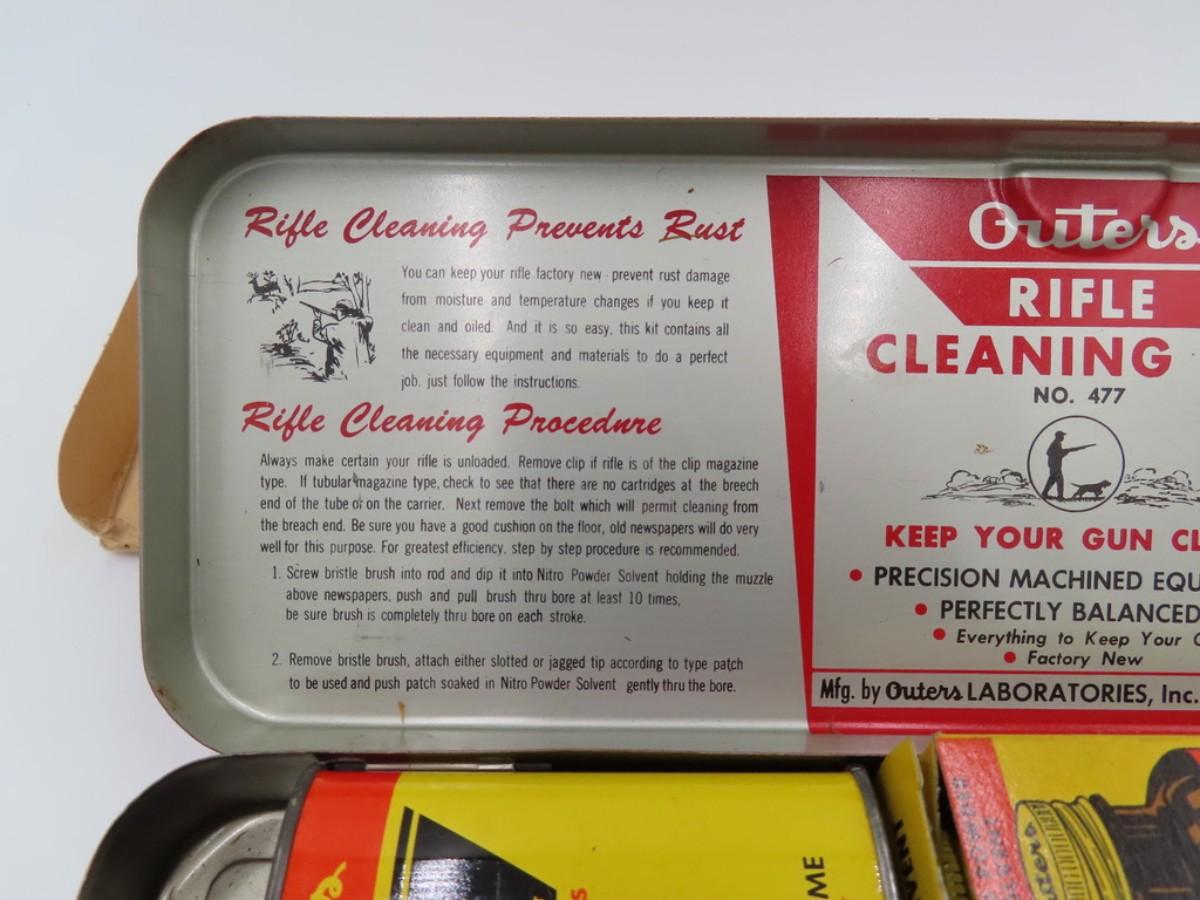 Rifle Cleaning Prevents Rust
You can keep your rifle factory new - prevent rust damage
from moisture and temperature changes if you keep it
clean and oiled. And it is so easy, this kit contains all
the necessary equipment and materials to do a perfect
job, just follow the instructions.
Rifle Cleaning Procednre
Always make certain your rifle is unloaded. Remove clip if rifle is of the clip magazine
type. If tubular magazine type, check to see that there are no cartridges at the breech
end of the tube or on the carrier. Next remove the bolt which will permit cleaning from
the breach end. Be sure you have a good cushion on the floor, old newspapers will do very
well for this purpose. For greatest efficiency, step by step procedure is recommended.
1. Screw bristle brush into rod and dip it into Nitro Powder Solvent holding the muzzle
above newspapers, push and pull brush thru bore at least 10 times,
be sure brush is completely thru bore on each stroke.
2. Remove bristle brush, attach either slotted or jagged tip according to type patch
to be used and push patch soaked in Nitro Powder Solvent gently thru the bore.
Outers
RIFLE
CLEANING
NO. 477
KEEP YOUR GUN CL
• PRECISION MACHINED EQU
• PERFECTLY BALANCED
• Everything to Keep Your G
• Factory New
Mfg. by Outers LABORATORIES, Inc.